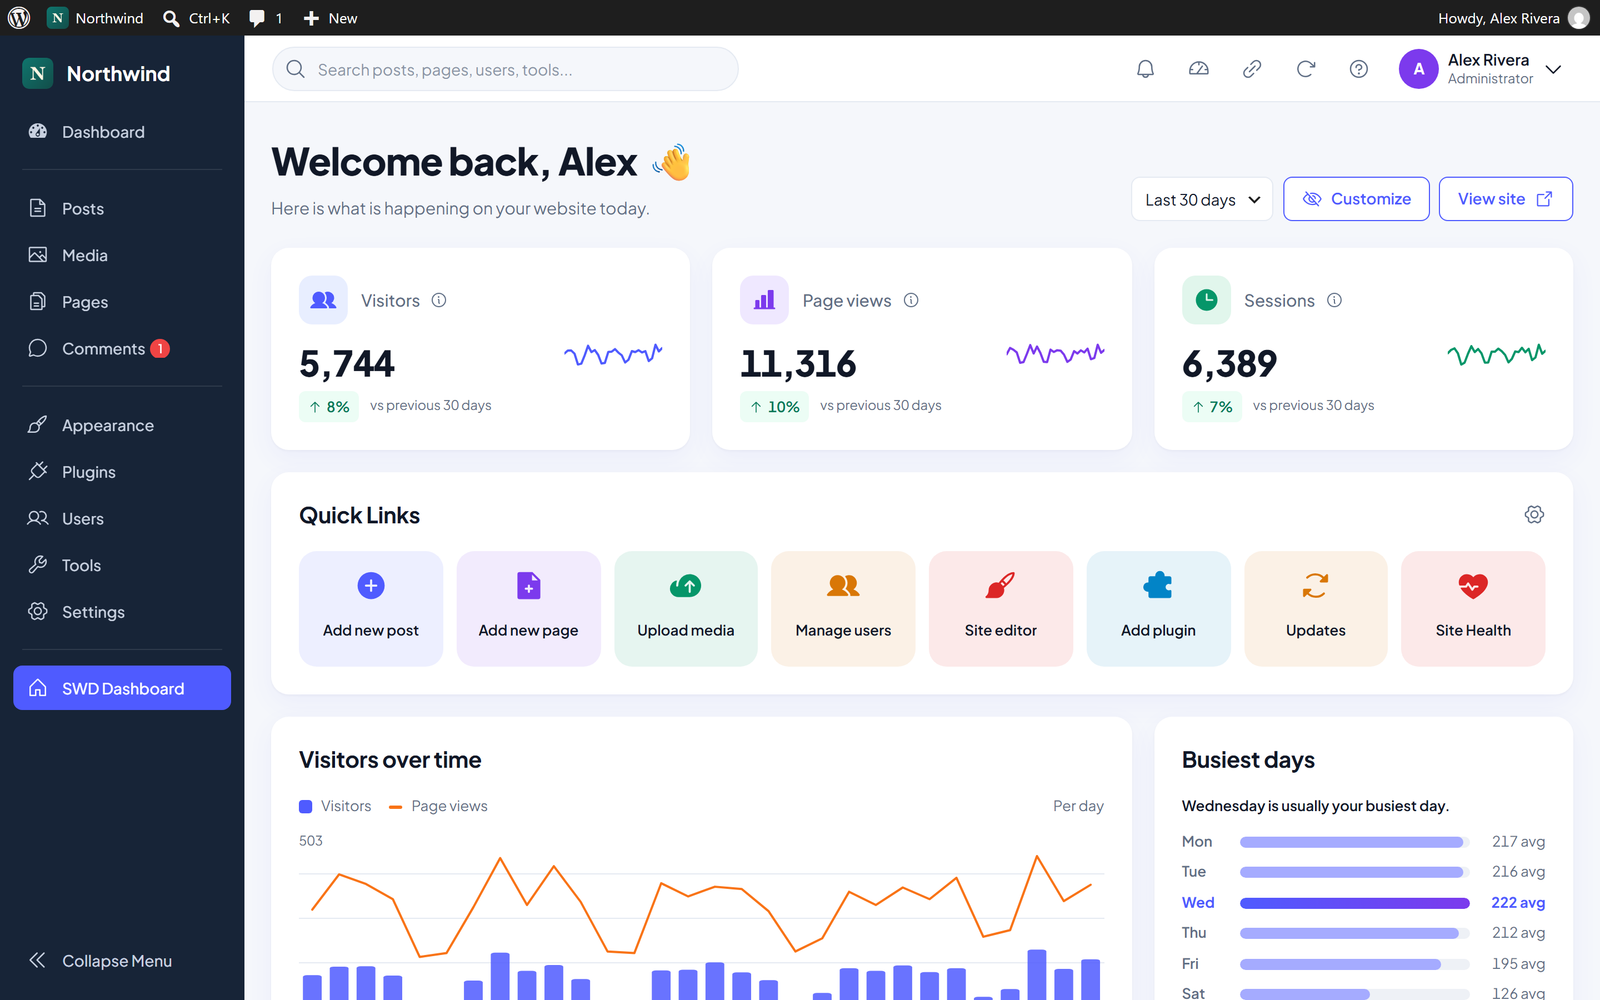 Northwind
Ctrl+K
1
New
Howdy, Alex Rivera
N
Northwind
Search posts, pages, users, tools...
A
Alex Rivera
Administrator
Dashboard
Posts
Media
Pages
Comments 1
Appearance
Plugins
Users
Tools
Settings
SWD Dashboard
Collapse Menu
Welcome back, Alex
Here is what is happening on your website today.
Last 30 days
Customize
View site
Visitors
5,744
↑ 8% vs previous 30 days
Page views
11,316
↑ 10% vs previous 30 days
Sessions
6,389
↑ 7% vs previous 30 days
Quick Links
Add new post
Add new page
Upload media
Manage users
Site editor
Add plugin
Updates
Site Health
Visitors over time
Visitors
Page views
Per day
503
Busiest days
Wednesday is usually your busiest day.
Mon 217 avg
Tue 216 avg
Wed 222 avg
Thu 212 avg
Fri 195 avg
Sat 126 avg